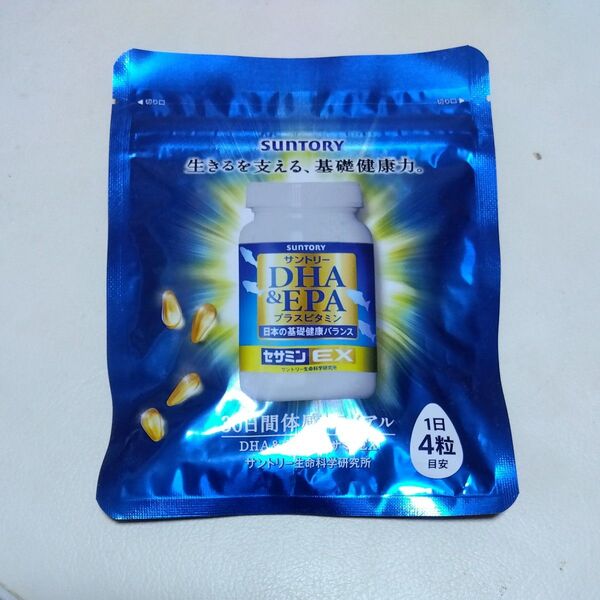 切り口
切り口
SUNTORY
生きるを支える、基礎健康力。
SUNTORY
サントリー
DHA
&EPA
プラスビタミン
日本の基礎健康バランス
セサミンEX
サントリー生命科学研究所
30日間体
アル
DHA&
サントリー生命科学研究所
1日
4粒
目安